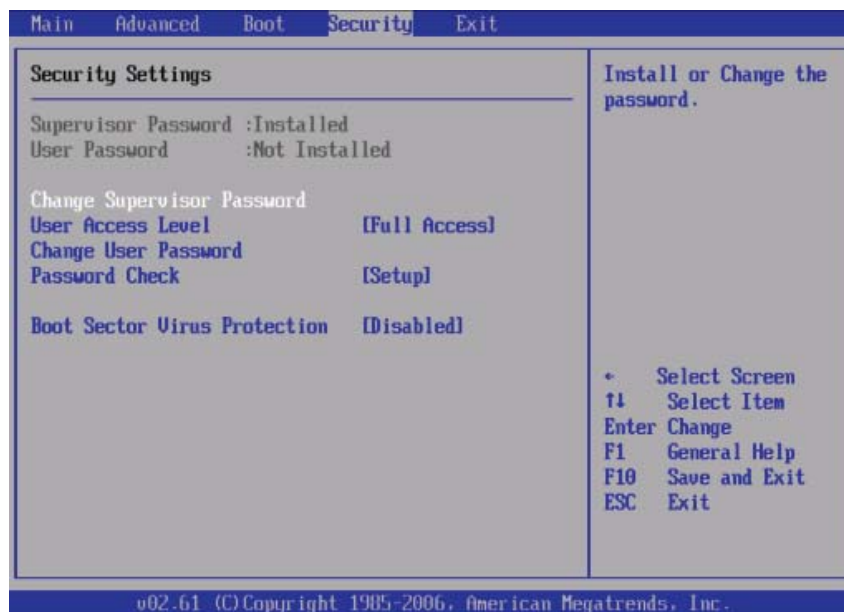 Main Advanced Boot Security Exit
Security Settings
Supervisor Password :Installed
User Password :Not Installed
Change Supervisor Password
User Access Level [Full Access]
Change User Password
Password Check [Setup]
Boot Sector Virus Protection [Disabled]
Install or Change the
password.
← Select Screen
↑↓ Select Item
Enter Change
F1 General Help
F10 Save and Exit
ESC Exit
v02.61 (C)Copyright 1985-2006, American Megatrends, Inc.